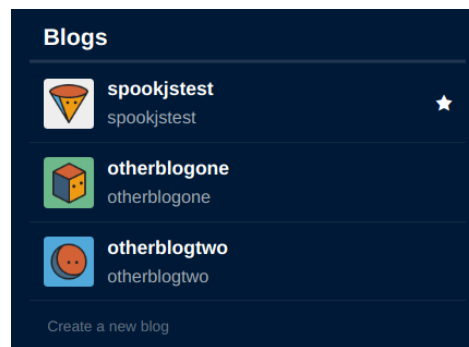 Blogs
spookjstest
spookjstest
otherblogone
otherblogone
otherblogtwo
otherblogtwo
Create a new blog